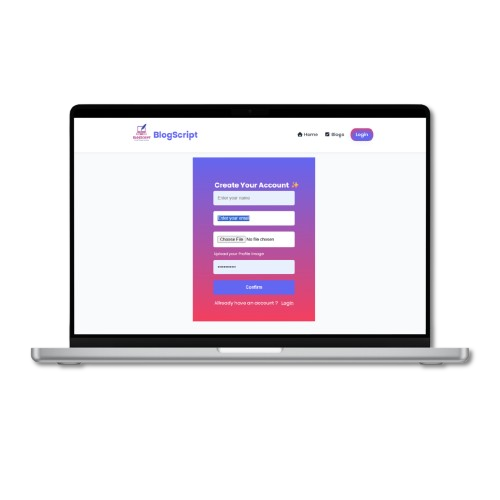 BlogScript
Home
Blogs
Login
Create Your Account ✨
Enter your name
Enter your email
Choose File No file chosen
Upload your Profile Image
••••••••••
Confirm
Already have an account ? Login